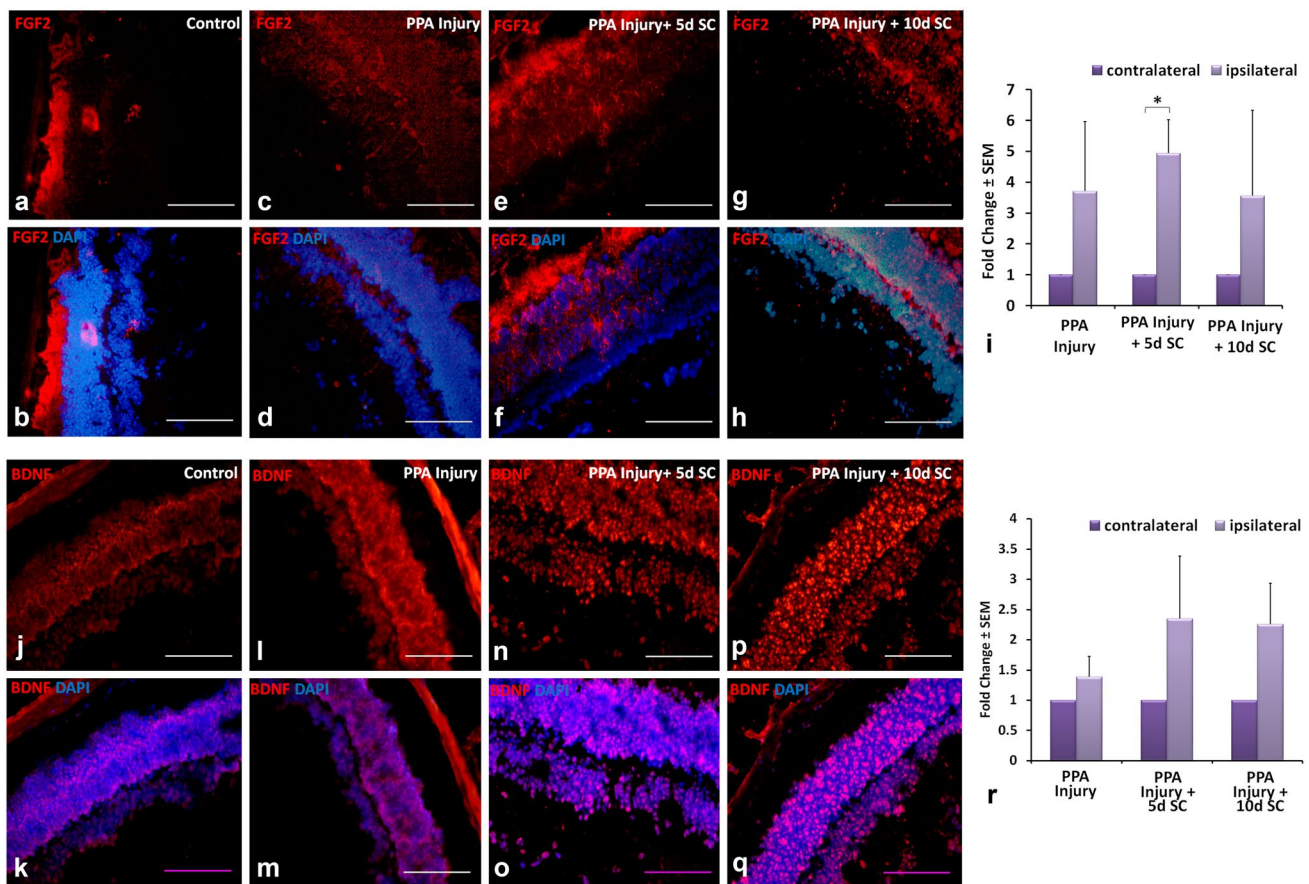 FGF2 Control
FGF2 PPA Injury
FGF2 PPA Injury+ 5d SC
FGF2 PPA Injury + 10d SC
a
c
e
g
FGF2 DAPI
FGF2 DAPI
FGF2 DAPI
FGF2 DAPI
b
d
f
h
contralateral ipsilateral
Fold Change ± SEM
7
6
5
4
3
2
1
0
*
PPA
Injury
PPA Injury
+ 5d SC
PPA Injury
+ 10d SC
i
BDNF Control
BDNF PPA Injury
BDNF PPA Injury+ 5d SC
BDNF PPA Injury + 10d SC
j
l
n
p
BDNF DAPI
BDNF DAPI
BDNF DAPI
BDNF DAPI
k
m
o
q
contralateral ipsilateral
Fold Change ± SEM
4
3.5
3
2.5
2
1.5
1
0.5
0
PPA
Injury
PPA
Injury +
5d SC
PPA
Injury +
10d SC
r